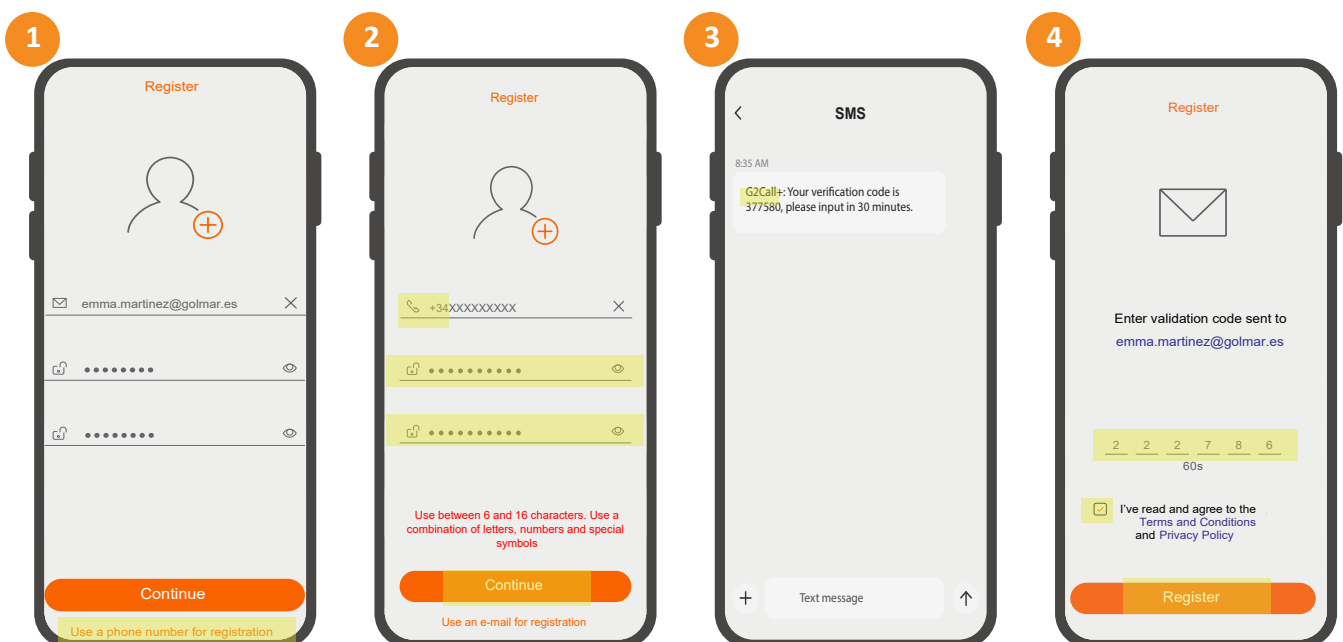 1
Register
emma.martinez@golmar.es
Continue
Use a phone number for registration
2
Register
+34XXXXXXXXX
Use between 6 and 16 characters. Use a
combination of letters, numbers and special
symbols
Continue
Use an e-mail for registration
3
SMS
8:35 AM
G2Call+: Your verification code is
377580, please input in 30 minutes.
Text message
4
Register
Enter validation code sent to
emma.martinez@golmar.es
2 2 2 7 8 6
60s
I've read and agree to the
Terms and Conditions
and Privacy Policy
Register